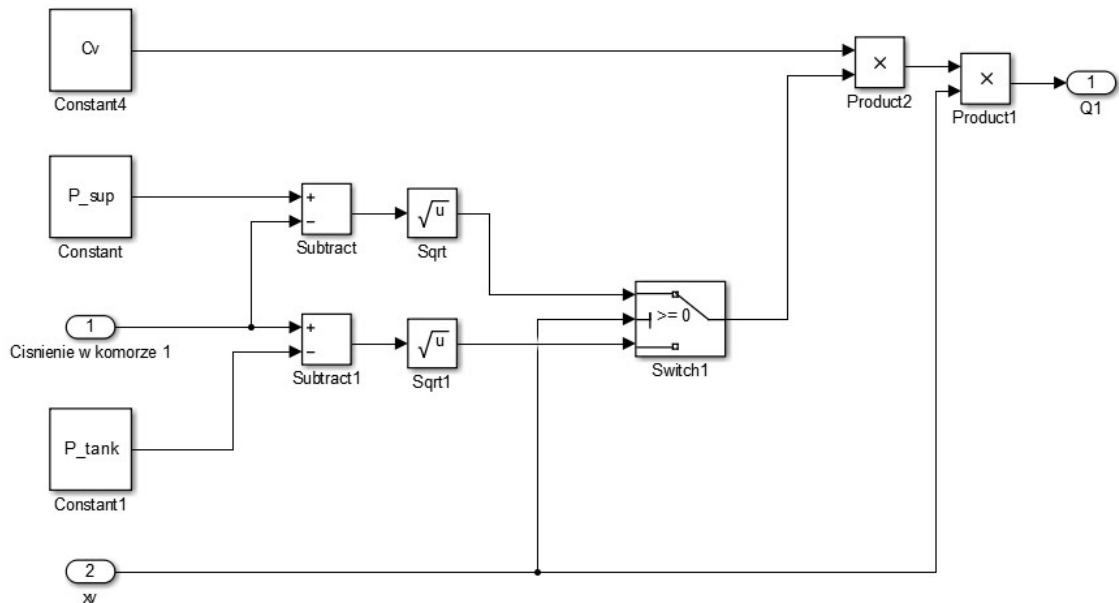 Cv
Constant4
×
Product2
×
Product1
1
Q1
P_sup
Constant
+
−
Subtract
√u
Sqrt
1
Cisnienie w komorze 1
+
−
Subtract1
√u
Sqrt1
>= 0
Switch1
P_tank
Constant1
2
xv